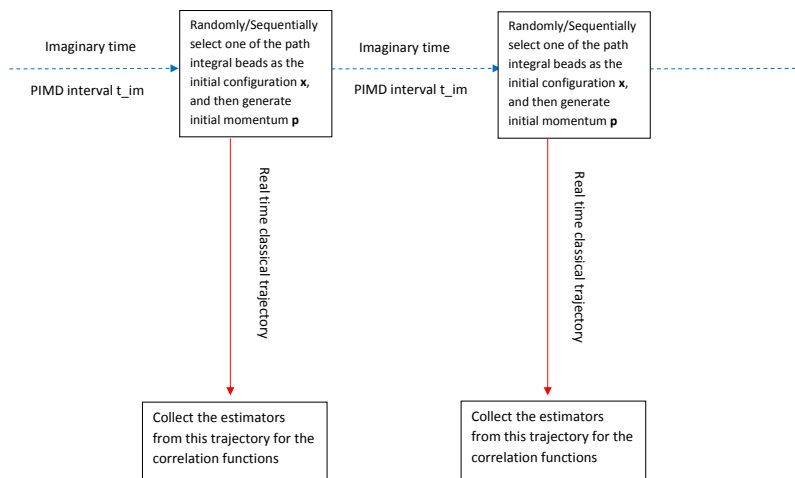 Imaginary time
PIMD interval t_im
Randomly/Sequentially
select one of the path
integral beads as the
initial configuration x,
and then generate
initial momentum p
Imaginary time
PIMD interval t_im
Randomly/Sequentially
select one of the path
integral beads as the
initial configuration x,
and then generate
initial momentum p
Real time classical trajectory
Real time classical trajectory
Collect the estimators
from this trajectory for the
correlation functions
Collect the estimators
from this trajectory for the
correlation functions